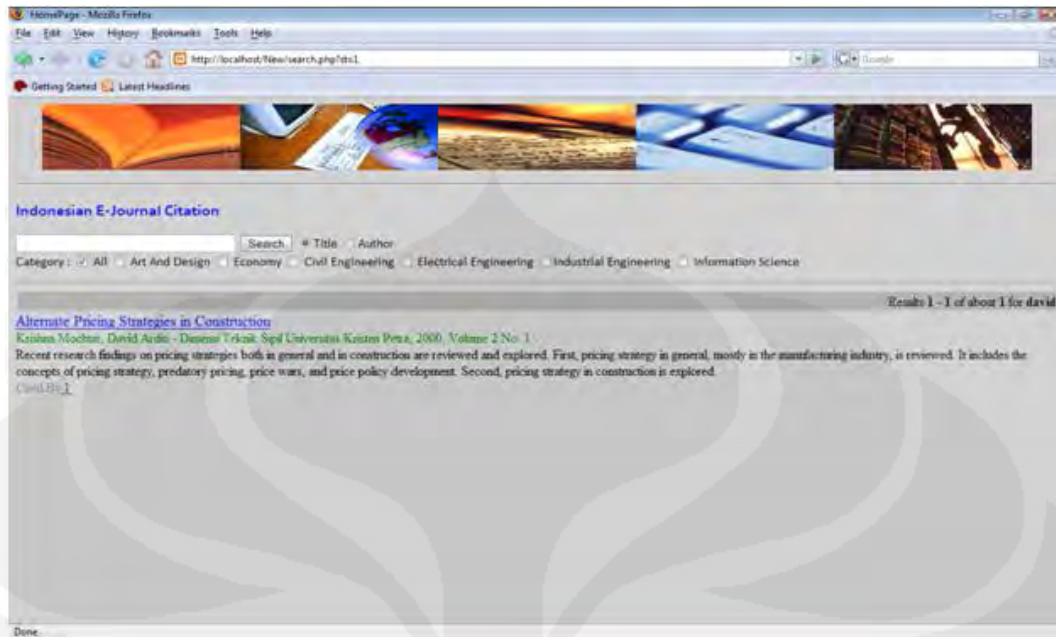 HomePage - Mozilla Firefox
File Edit View History Bookmarks Tools Help
http://localhost/New/search.php?sts1
Google
Getting Started Latest Headlines
Indonesian E-Journal Citation
Search Title Author
Category : All Art And Design Economy Civil Engineering Electrical Engineering Industrial Engineering Information Science
Results 1 - 1 of about 1 for david
Alternate Pricing Strategies in Construction
Krishna Mochtar, David Arditi - Dimensi Teknik Sipil Universitas Kristen Petra, 2000, Volume 2 No. 1
Recent research findings on pricing strategies both in general and in construction are reviewed and explored. First, pricing strategy in general, mostly in the manufacturing industry, is reviewed. It includes the
concepts of pricing strategy, predatory pricing, price wars, and price policy development. Second, pricing strategy in construction is explored.
Cited By 1
Done